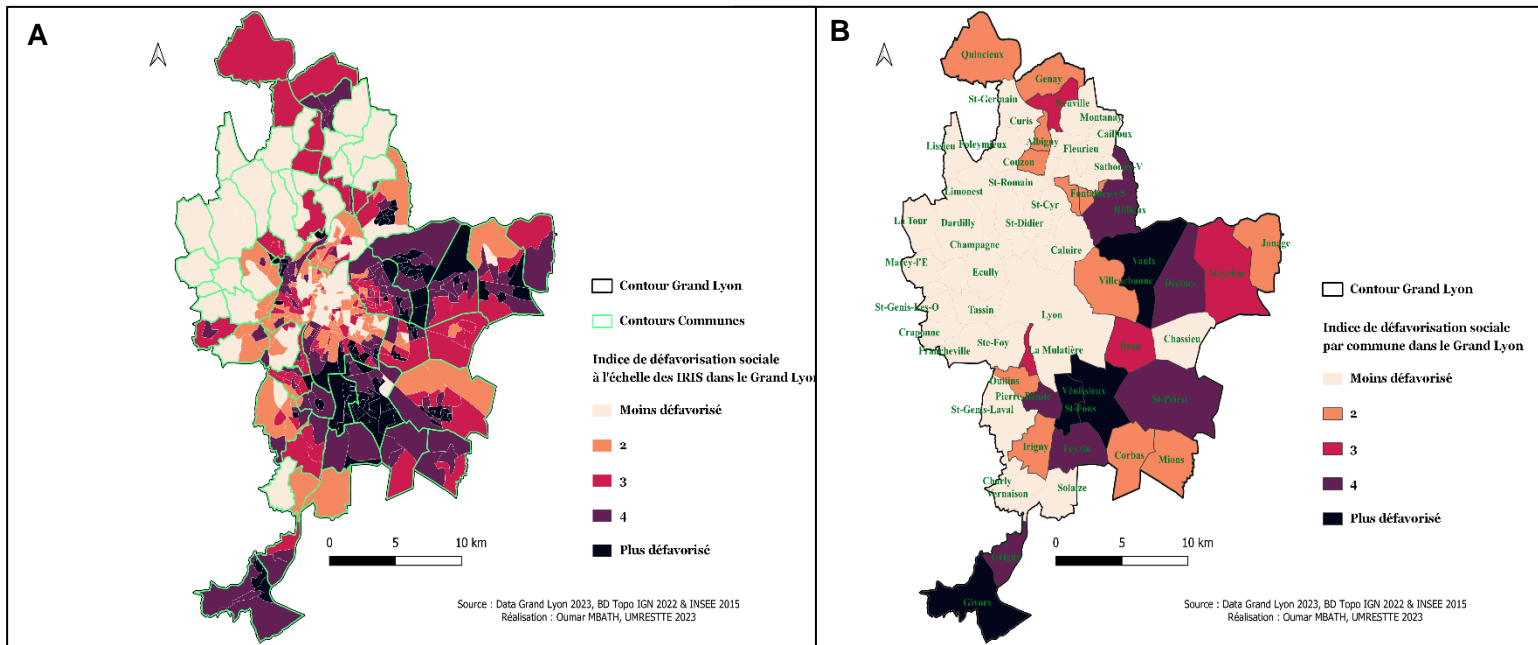 A
Contour Grand Lyon
Contours Communes
Indice de défavorisation sociale
à l'échelle des IRIS dans le Grand Lyon
Moins défavorisé
2
3
4
Plus défavorisé
0 5 10 km
Source : Data Grand Lyon 2023, BD Topo IGN 2022 & INSEE 2015
Réalisation : Oumar MBATH, UMRESTTE 2023
B
Quincieux
Genay
St-Germain
Neuville
Curis
Montanay
Cailloux
Lissieu
Poleymieux
Albigny
Fleurieu
Couzon
Sathonay-V
St-Romain
Limonest
St-Cyr
Rillieux
La Tour
Dardilly
St-Didier
Champagne
Caluire
Jonage
Marcy-l'E
Vaulx
Ecully
Villeurbanne
Décines
Meyzieu
St-Genis-Les-O
Tassin
Lyon
Craponne
Ste-Foy
Bron
Chassieu
Francheville
La Mulatière
Oullins
Vénissieux
Pierre-Bénite
St-Priest
St-Genis-Laval
St-Fons
Irigny
Feyzin
Corbas
Mions
Charly
Vernaison
Solaize
Grigny
Givors
Contour Grand Lyon
Indice de défavorisation sociale
par commune dans le Grand Lyon
Moins défavorisé
2
3
4
Plus défavorisé
0 5 10 km
Source : Data Grand Lyon 2023, BD Topo IGN 2022 & INSEE 2015
Réalisation : Oumar MBATH, UMRESTTE 2023